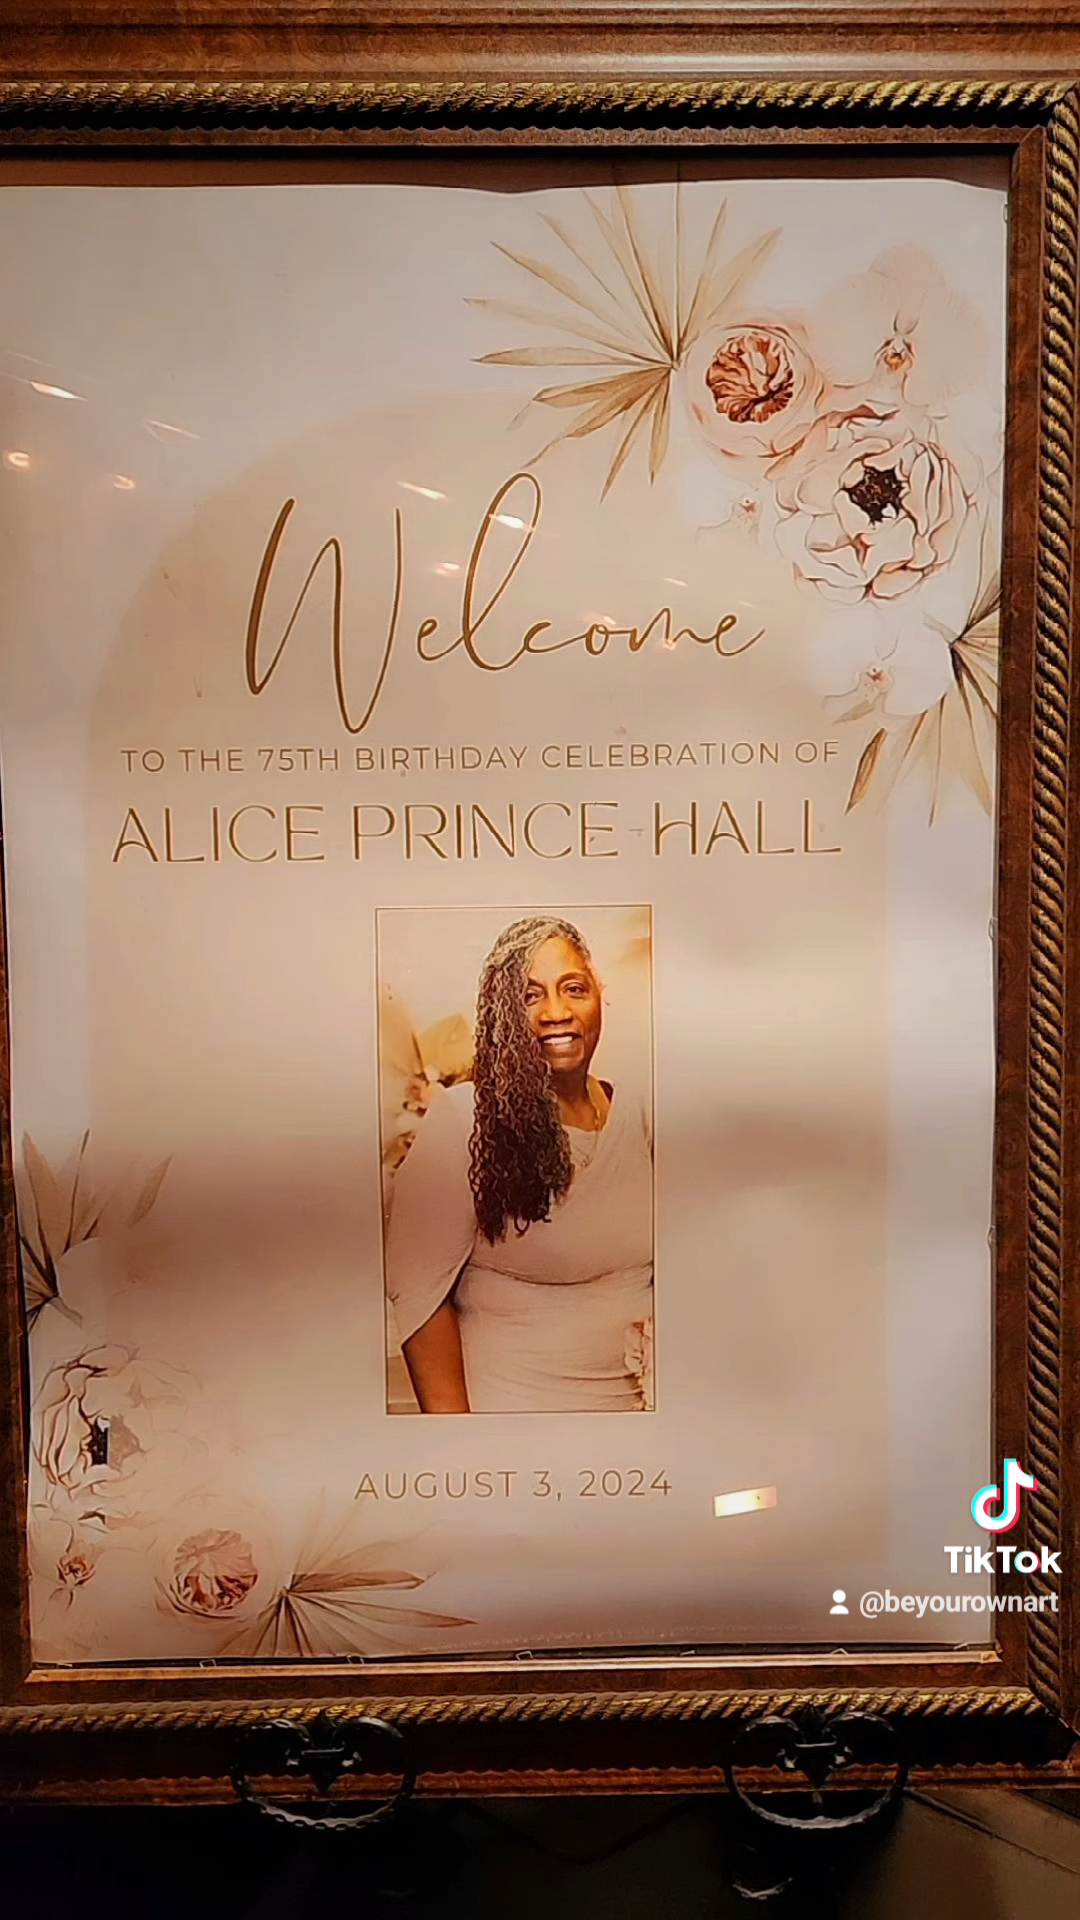 Welcome
TO THE 75TH BIRTHDAY CELEBRATION OF
ALICE PRINCE-HALL
AUGUST 3, 2024
TikTok
@beyourownart